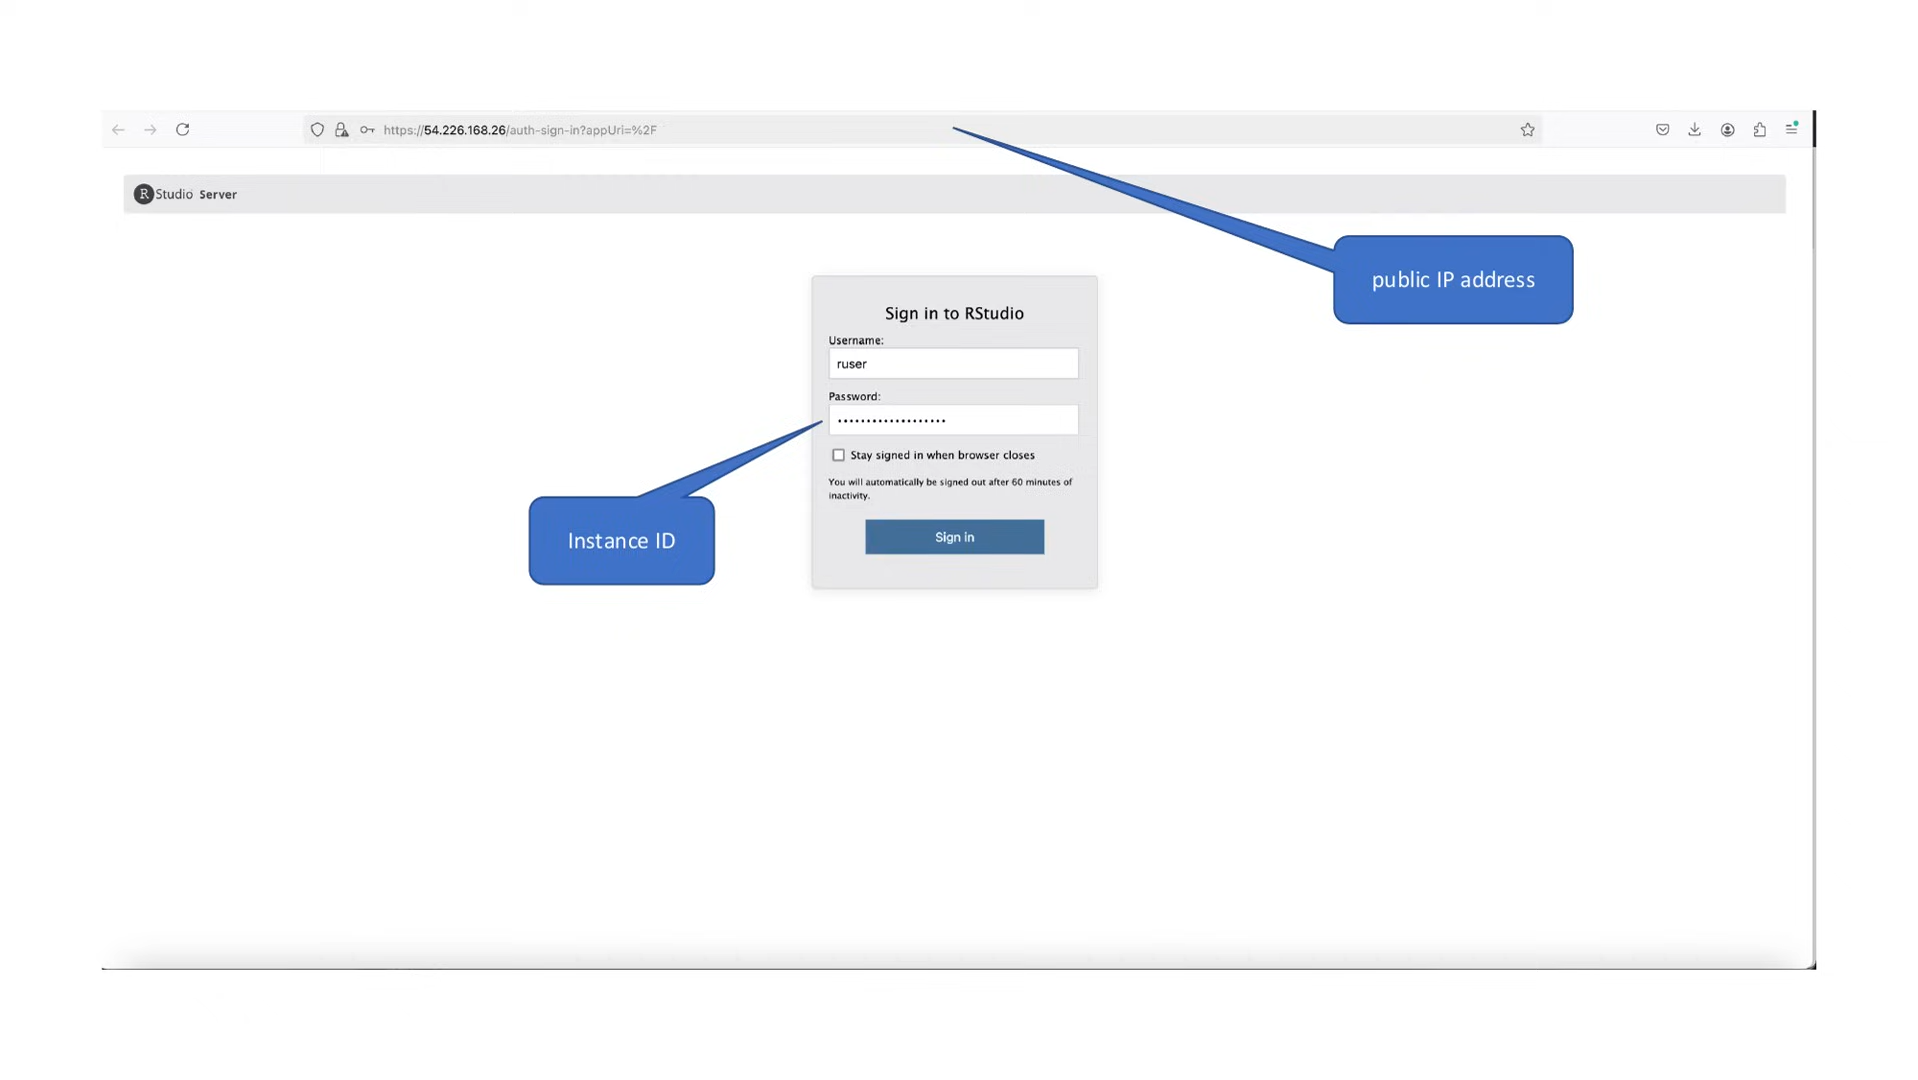 https://54.226.168.26/auth-sign-in?appUri=%2F
RStudio Server
public IP address
Sign in to RStudio
Username:
ruser
Password:
•••••••••••••••••••
Stay signed in when browser closes
You will automatically be signed out after 60 minutes of
inactivity.
Sign in
Instance ID